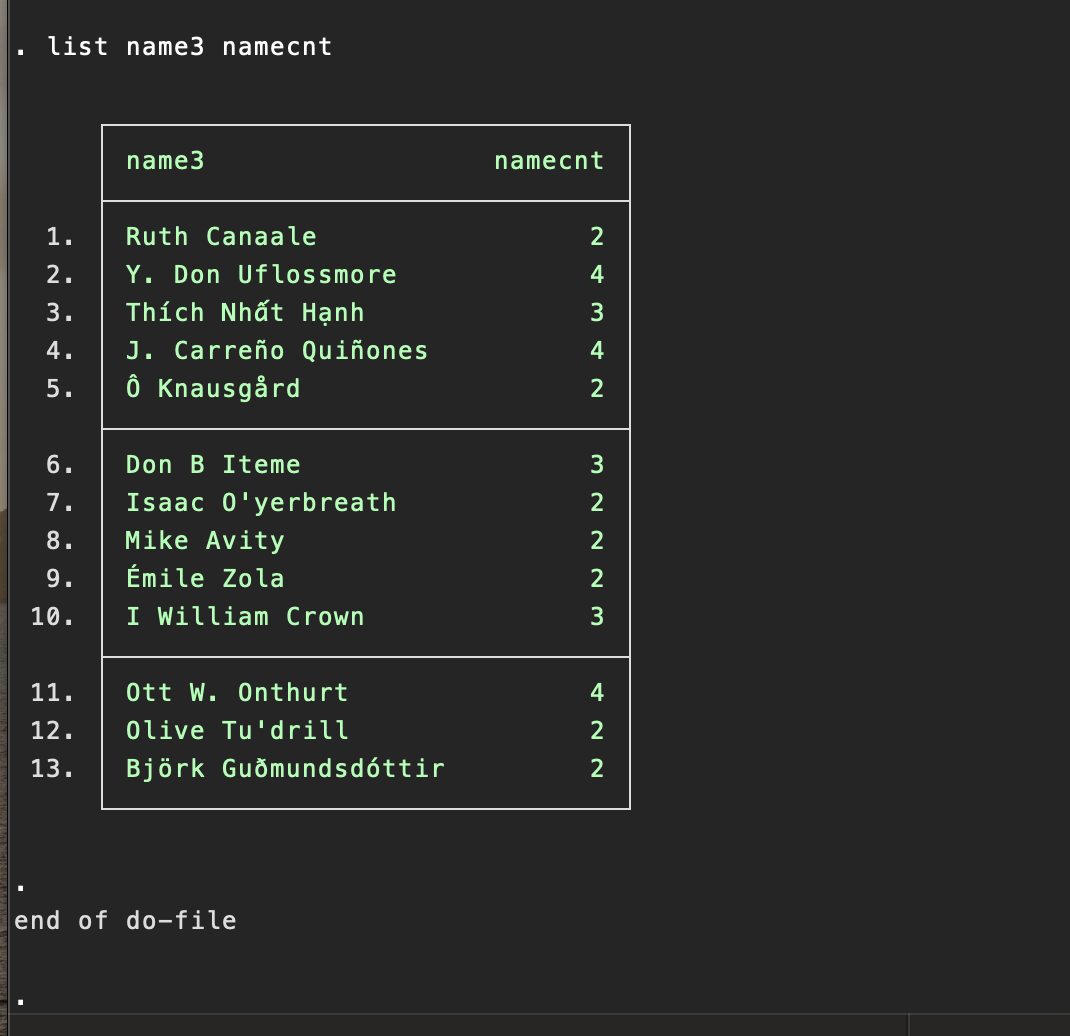 . list name3 namecnt
name3 namecnt
1. Ruth Canaale 2
2. Y. Don Uflossmore 4
3. Thích Nhất Hạnh 3
4. J. Carreño Quiñones 4
5. Ô Knausgård 2
6. Don B Iteme 3
7. Isaac O'yerbreath 2
8. Mike Avity 2
9. Émile Zola 2
10. I William Crown 3
11. Ott W. Onthurt 4
12. Olive Tu'drill 2
13. Björk Guðmundsdóttir 2
.
end of do-file
.